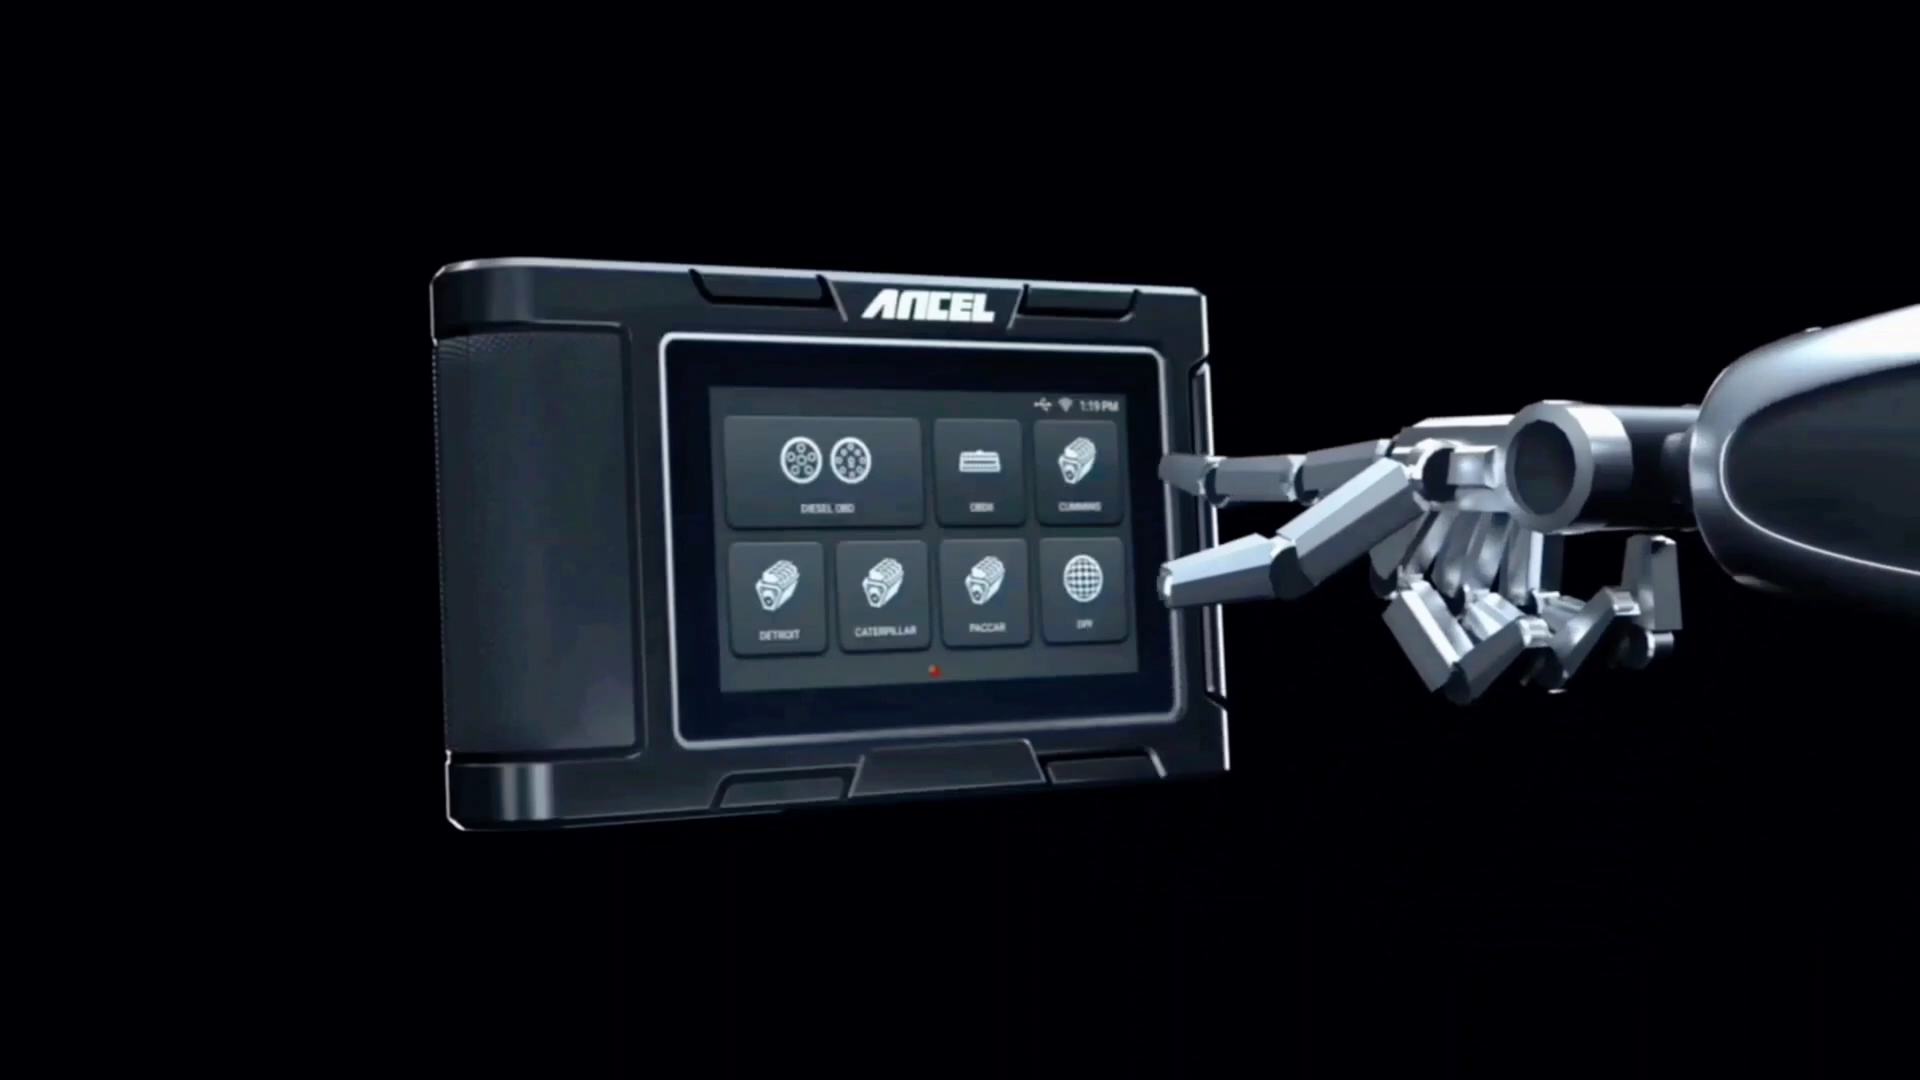 ANCEL
1:19 PM
DIESEL OBD
OBDII
CUMMINS
DETROIT
CATERPILLAR
PACCAR
DPF